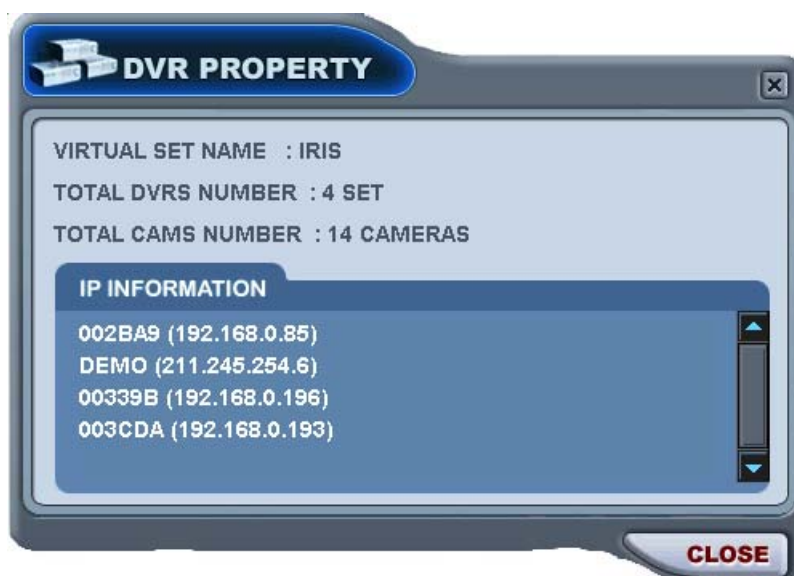 DVR PROPERTY
VIRTUAL SET NAME : IRIS
TOTAL DVRS NUMBER : 4 SET
TOTAL CAMS NUMBER : 14 CAMERAS
IP INFORMATION
002BA9 (192.168.0.85)
DEMO (211.245.254.6)
00339B (192.168.0.196)
003CDA (192.168.0.193)
CLOSE